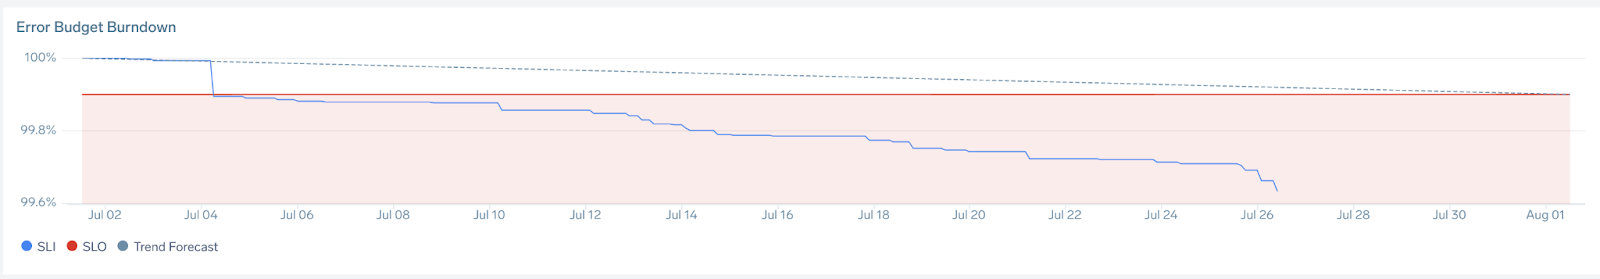 Error Budget Burndown
100%
99.8%
99.6%
Jul 02 Jul 04 Jul 06 Jul 08 Jul 10 Jul 12 Jul 14 Jul 16 Jul 18 Jul 20 Jul 22 Jul 24 Jul 26 Jul 28 Jul 30 Aug 01
SLI SLO Trend Forecast